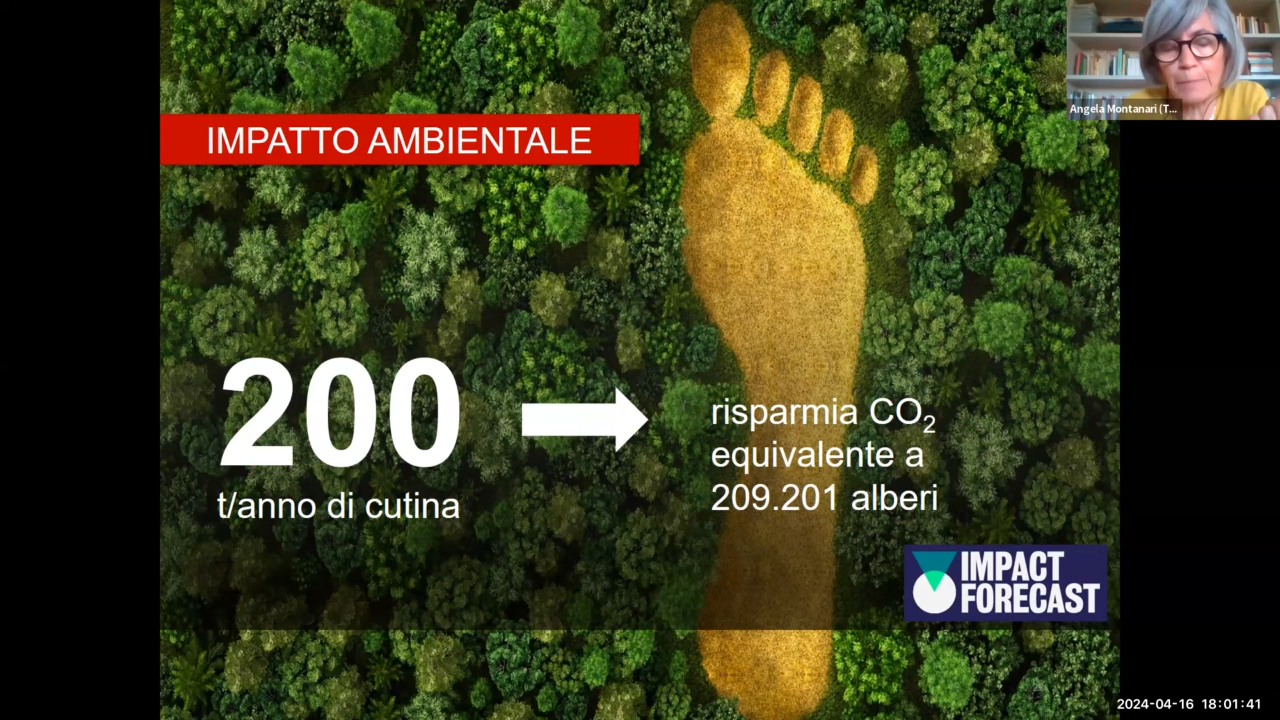 Angela Montanari (T...
IMPATTO AMBIENTALE
200
t/anno di cutina
risparmia CO₂
equivalente a
209.201 alberi
IMPACT
FORECAST
2024-04-16 18:01:41